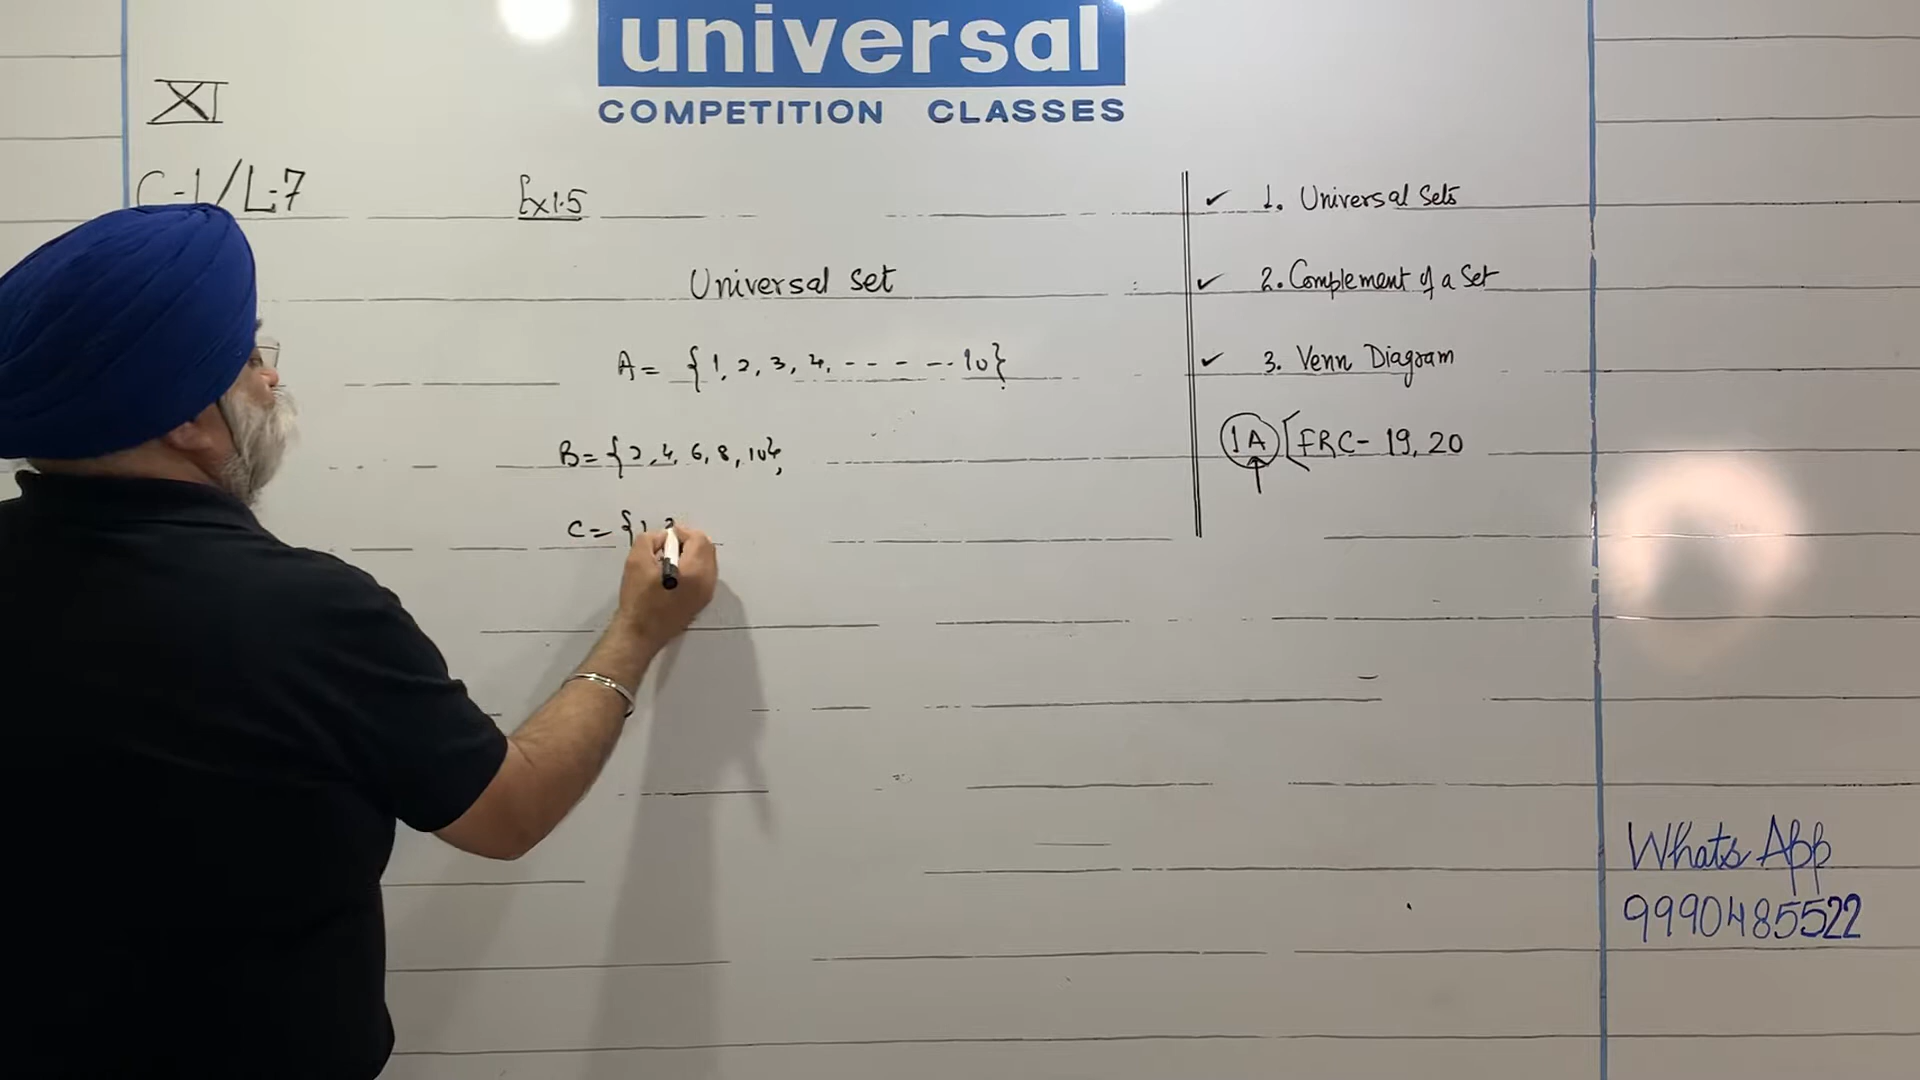 universal
COMPETITION CLASSES
XI
C-1/L-7
Ex 1.5
Universal Set
A = {1, 2, 3, 4, - - - - -- 10}
B = {2, 4, 6, 8, 10},
C = {1, 3
✓ 1. Universal Sets
✓ 2. Complement of a Set
✓ 3. Venn Diagram
1A [FRC- 19, 20
Whats App
9990485522